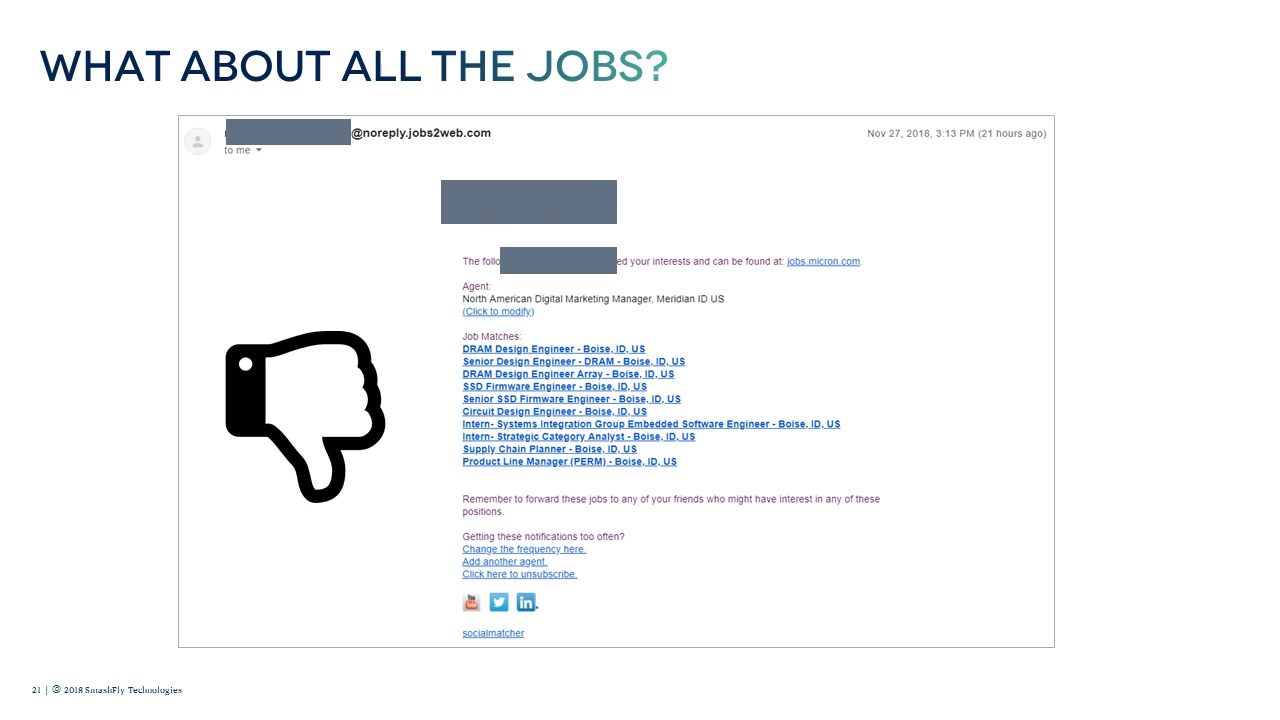 WHAT ABOUT ALL THE JOBS?
@noreply.jobs2web.com
Nov 27, 2018, 3:13 PM (21 hours ago)
to me
The follo ed your interests and can be found at: jobs.micron.com.
Agent:
North American Digital Marketing Manager, Meridian ID US
(Click to modify)
Job Matches:
DRAM Design Engineer - Boise, ID, US
Senior Design Engineer - DRAM - Boise, ID, US
DRAM Design Engineer Array - Boise, ID, US
SSD Firmware Engineer - Boise, ID, US
Senior SSD Firmware Engineer - Boise, ID, US
Circuit Design Engineer - Boise, ID, US
Intern- Systems Integration Group Embedded Software Engineer - Boise, ID, US
Intern- Strategic Category Analyst - Boise, ID, US
Supply Chain Planner - Boise, ID, US
Product Line Manager (PERM) - Boise, ID, US
Remember to forward these jobs to any of your friends who might have interest in any of these
positions.
Getting these notifications too often?
Change the frequency here.
Add another agent.
Click here to unsubscribe.
You Tube in.
socialmatcher
21 | © 2018 SmashFly Technologies